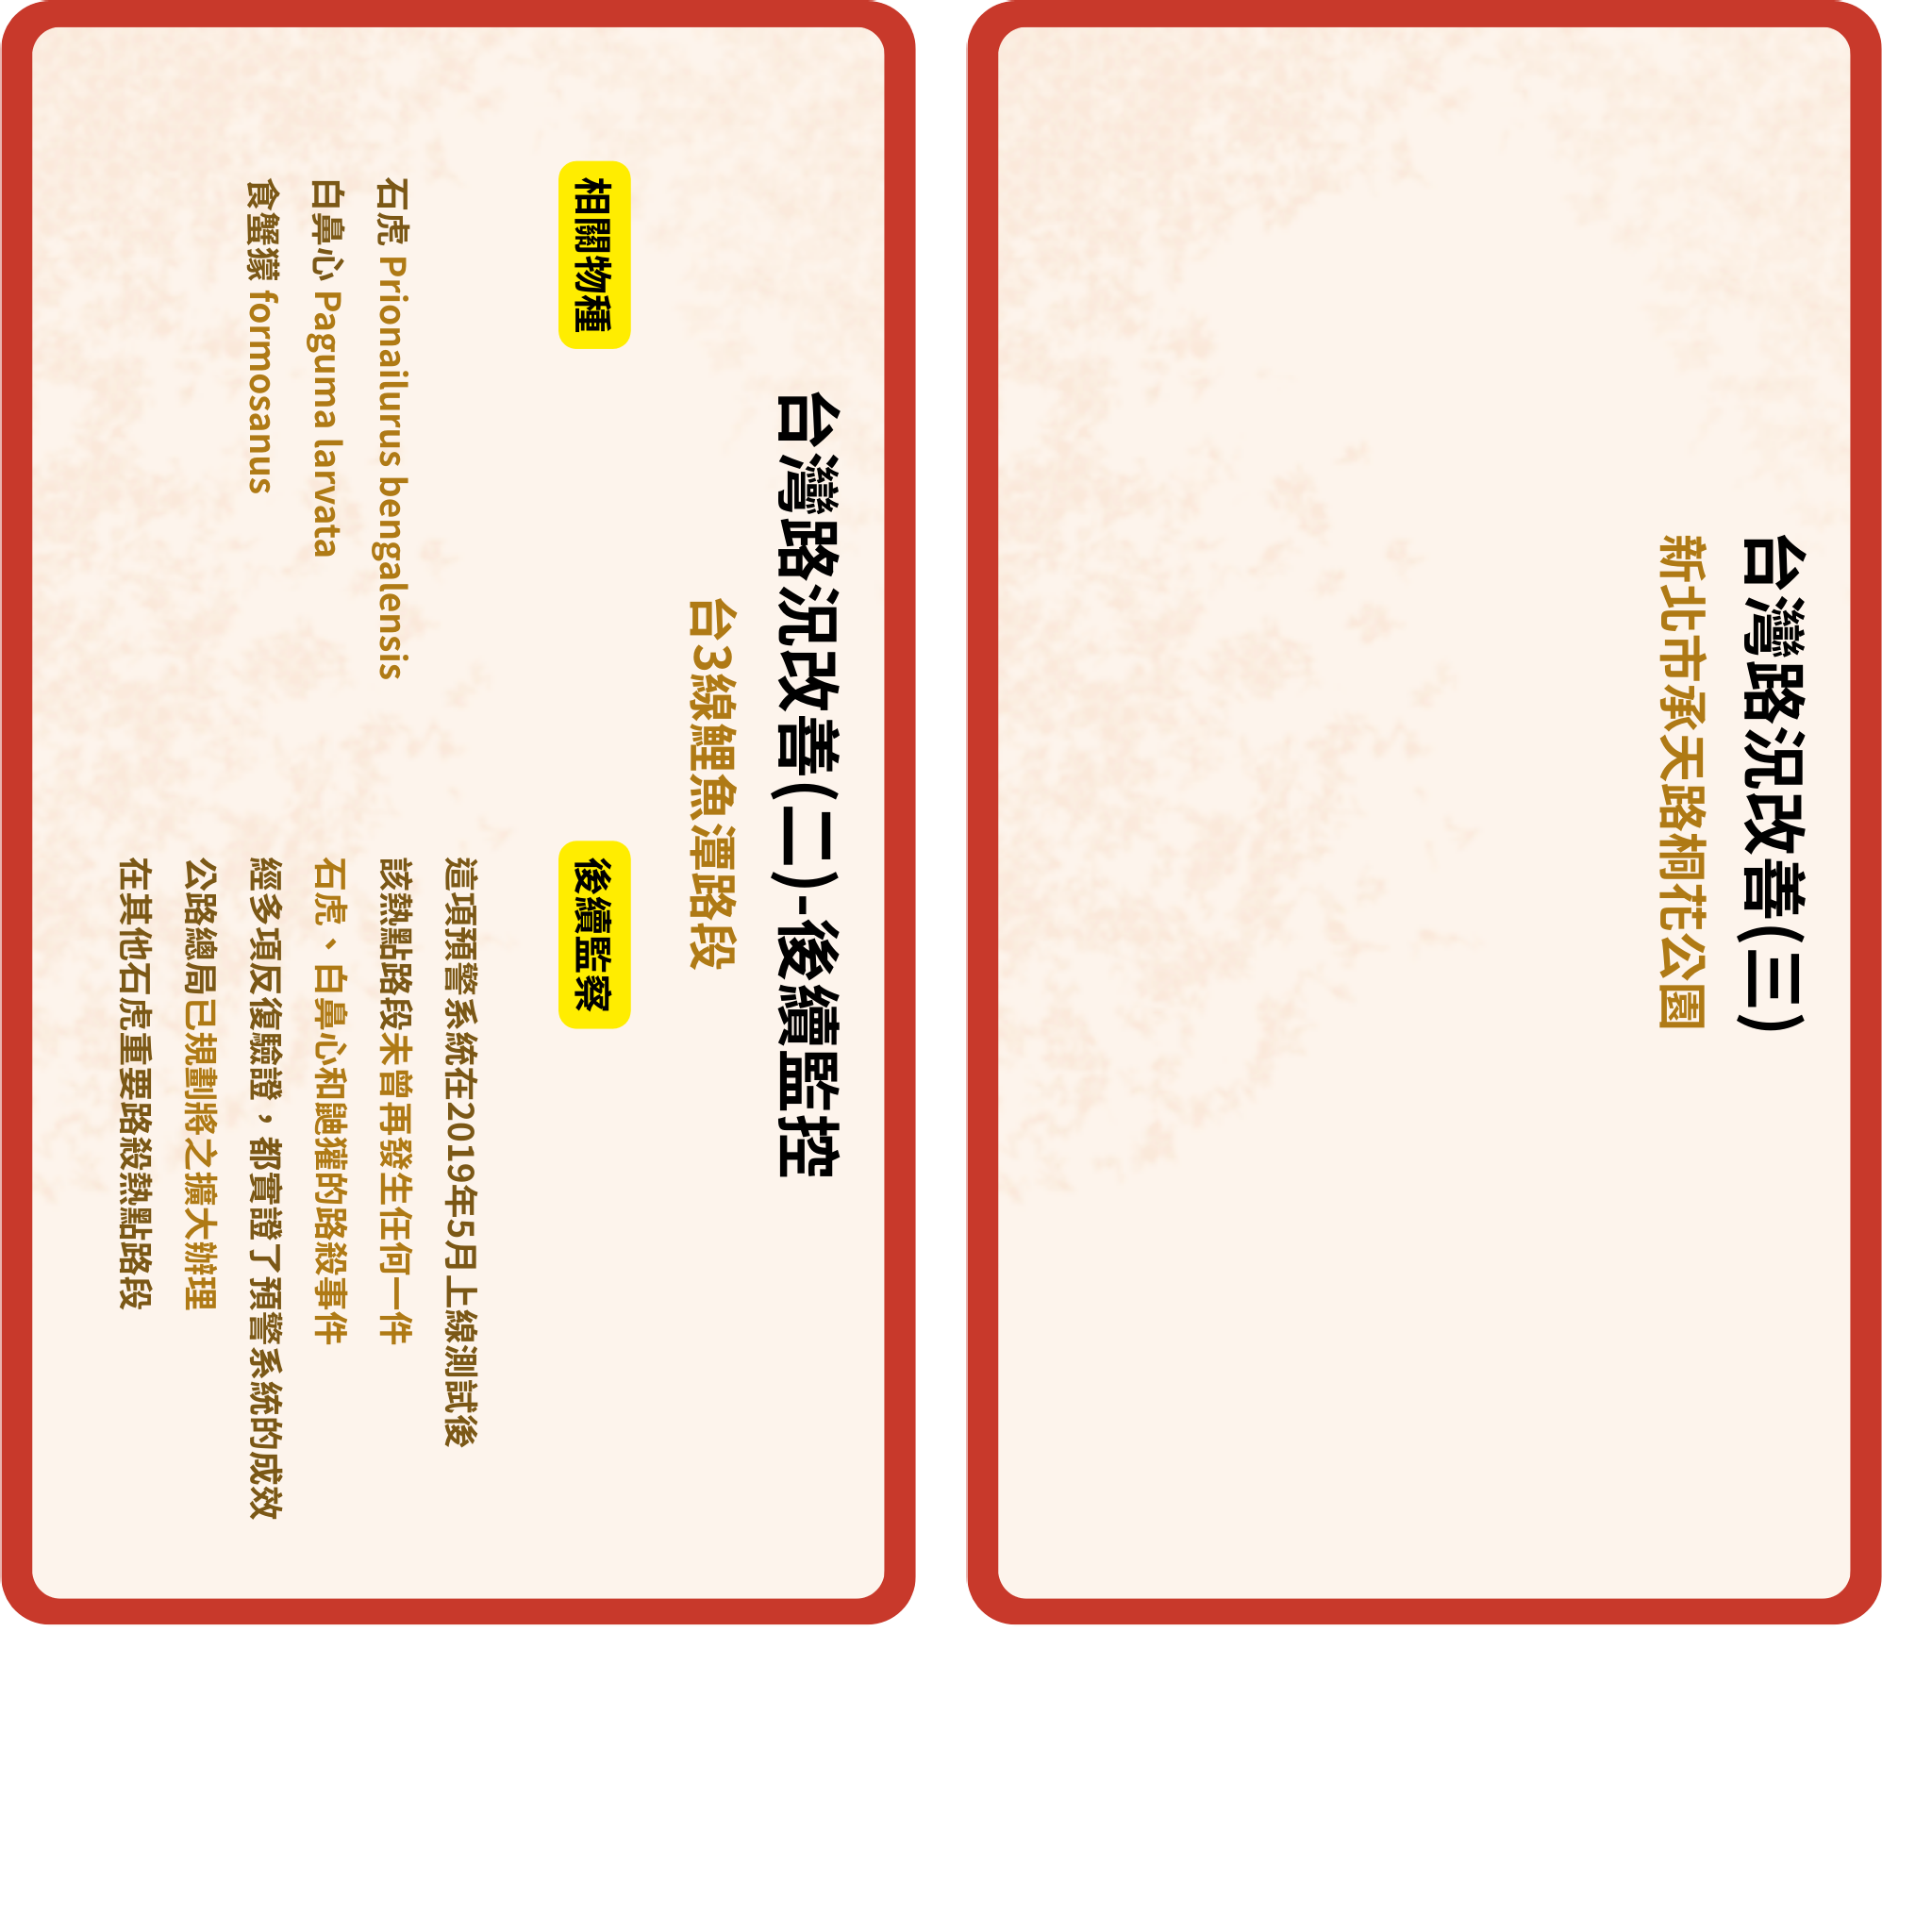 台灣路況改善(二)-後續監控
台3線鯉魚潭路段
相關物種
石虎 Prionailurus bengalensis
白鼻心 Paguma larvata
食蟹獴 formosanus
後續監察
這項預警系統在2019年5月上線測試後
該熱點路段未曾再發生任何一件
石虎、白鼻心和鼬獾的路殺事件
經多項反復驗證，都實證了預警系統的成效
公路總局已規劃將之擴大辦理
在其他石虎重要路殺熱點路段
台灣路況改善(三)
新北市承天路桐花公園